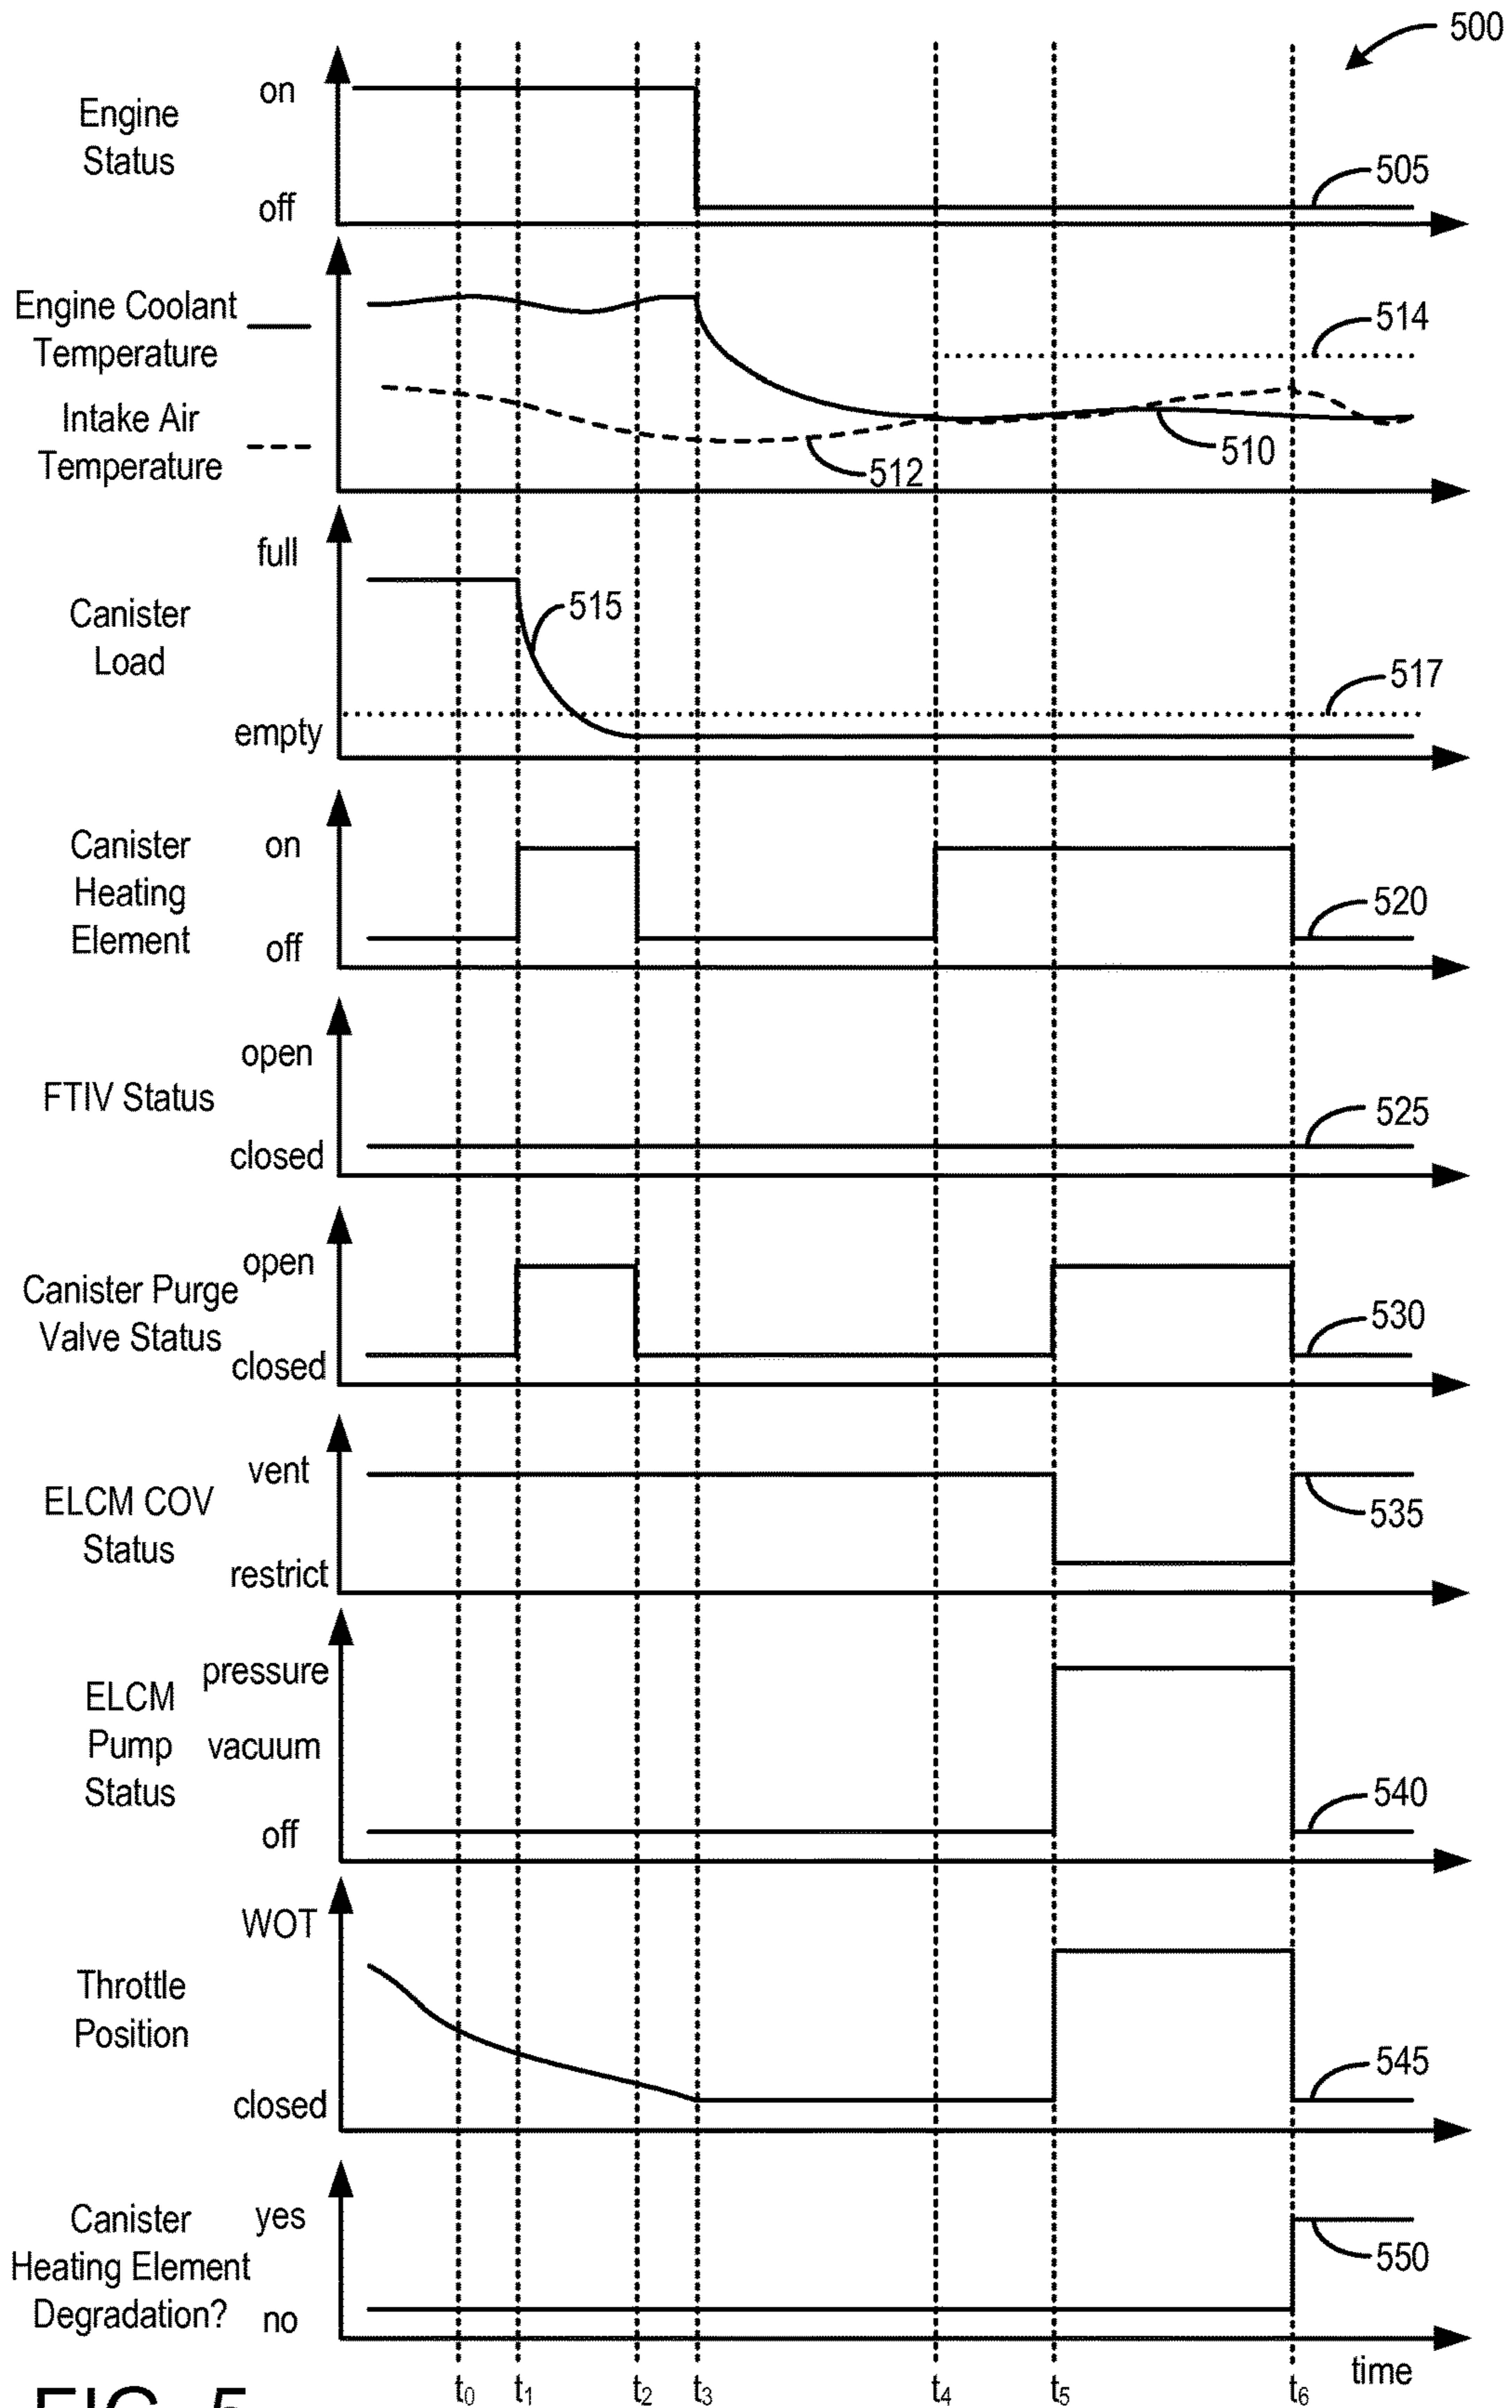 500
Engine
Status
on
off
505
Engine Coolant
Temperature
Intake Air
Temperature
514
512
510
Canister
Load
full
empty
515
517
Canister
Heating
Element
on
off
520
FTIV Status
open
closed
525
Canister Purge
Valve Status
open
closed
530
ELCM COV
Status
vent
restrict
535
ELCM
Pump
Status
pressure
vacuum
off
540
Throttle
Position
WOT
closed
545
Canister
Heating Element
Degradation?
yes
no
550
time
t0 t1 t2 t3 t4 t5 t6
FIG. 5